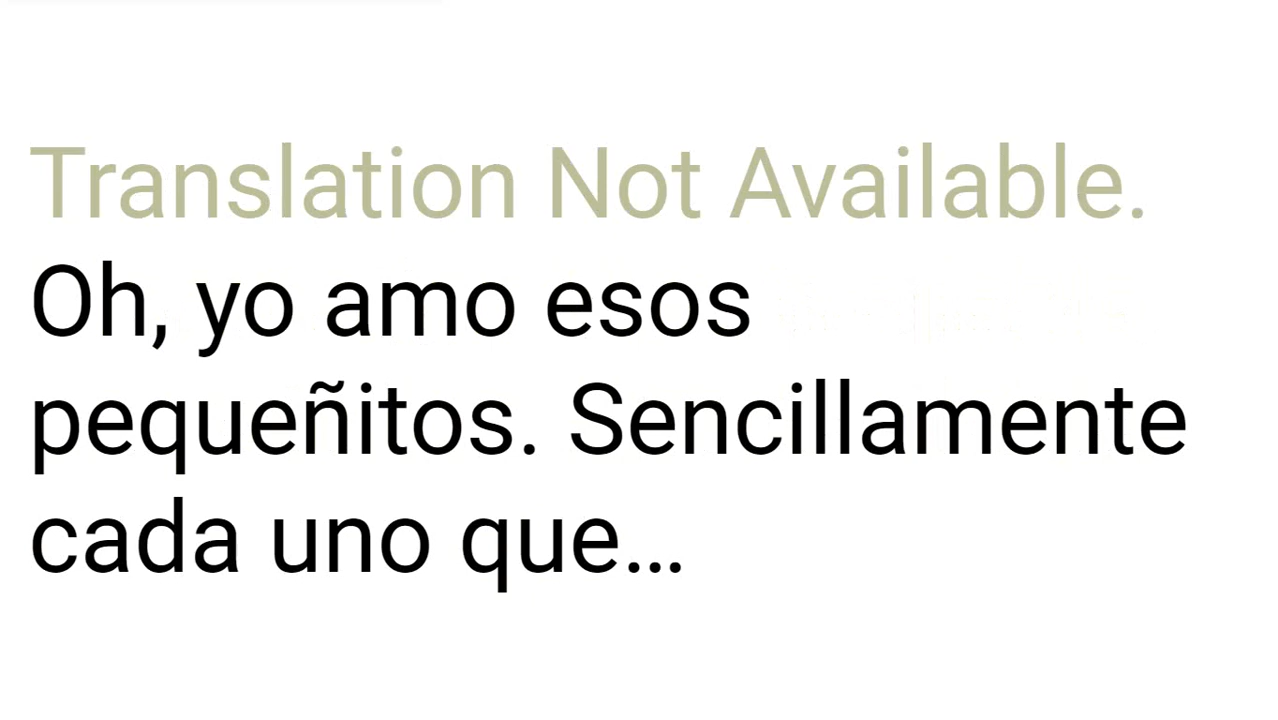 Translation Not Available.
Oh, yo amo esos
pequeñitos. Sencillamente
cada uno que…